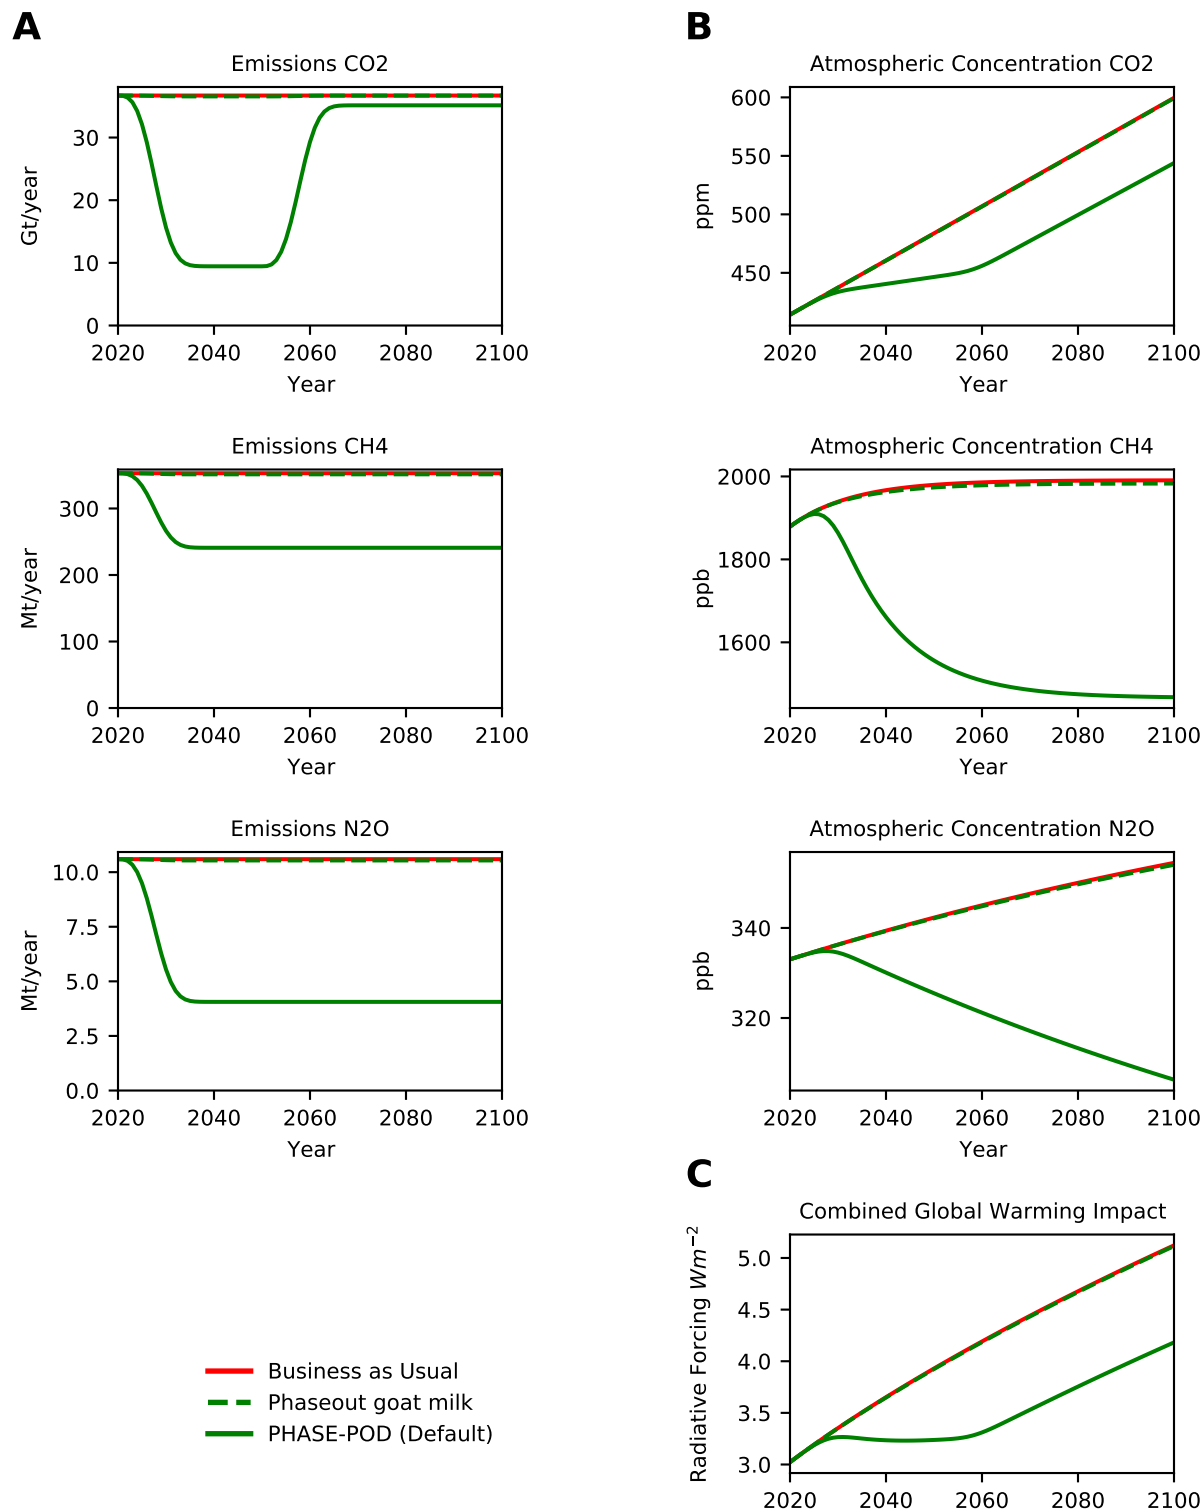 A
B
Emissions CO2
Gt/year
30
20
10
0
2020 2040 2060 2080 2100
Year
Atmospheric Concentration CO2
ppm
600
550
500
450
2020 2040 2060 2080 2100
Year
Emissions CH4
Mt/year
300
200
100
0
2020 2040 2060 2080 2100
Year
Atmospheric Concentration CH4
ppb
2000
1800
1600
2020 2040 2060 2080 2100
Year
Emissions N2O
Mt/year
10.0
7.5
5.0
2.5
0.0
2020 2040 2060 2080 2100
Year
Atmospheric Concentration N2O
ppb
340
320
2020 2040 2060 2080 2100
Year
C
Combined Global Warming Impact
Radiative Forcing Wm⁻²
5.0
4.5
4.0
3.5
3.0
2020 2040 2060 2080 2100
Business as Usual
Phaseout goat milk
PHASE-POD (Default)